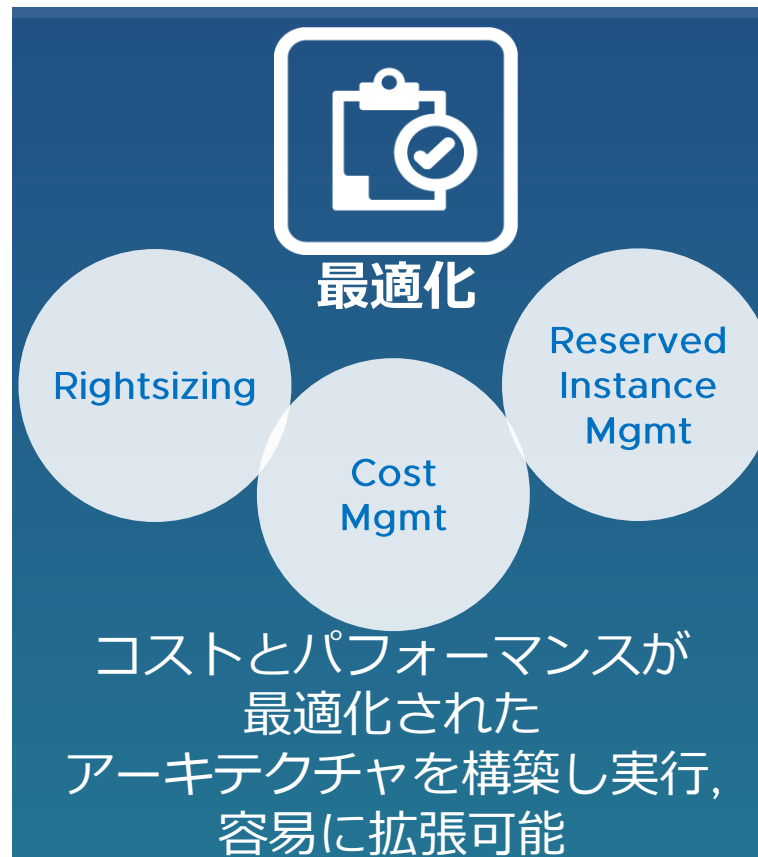 最適化
Rightsizing
Cost
Mgmt
Reserved
Instance
Mgmt
コストとパフォーマンスが
最適化された
アーキテクチャを構築し実行,
容易に拡張可能